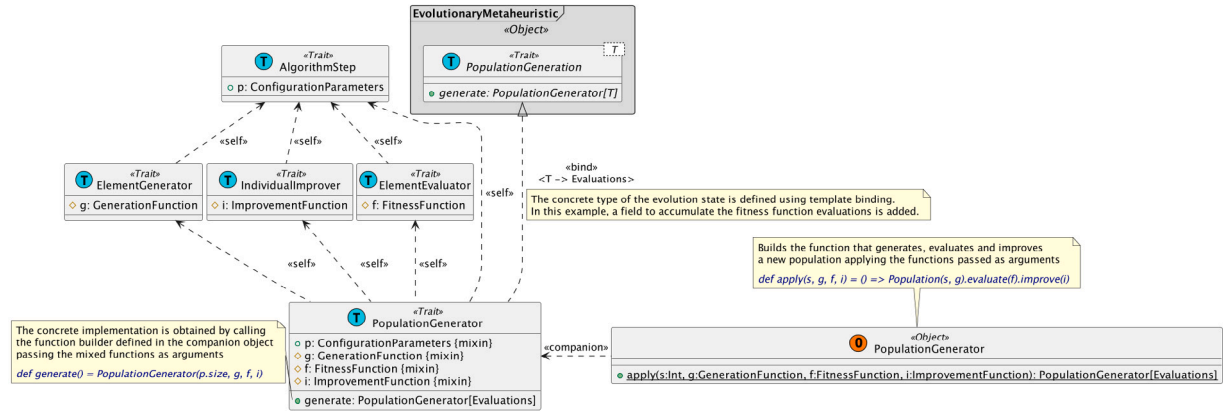 EvolutionaryMetaheuristic
«Object»
T
«Trait»
AlgorithmStep
p: ConfigurationParameters
T
«Trait»
PopulationGeneration
T
generate: PopulationGenerator[T]
«self»
«self»
«self»
«self»
«bind»
<T -> Evaluations>
T
«Trait»
ElementGenerator
g: GenerationFunction
T
«Trait»
IndividualImprover
i: ImprovementFunction
T
«Trait»
ElementEvaluator
f: FitnessFunction
The concrete type of the evolution state is defined using template binding.
In this example, a field to accumulate the fitness function evaluations is added.
«self»
«self»
«self»
Builds the function that generates, evaluates and improves
a new population applying the functions passed as arguments
def apply(s, g, f, i) = () => Population(s, g).evaluate(f).improve(i)
The concrete implementation is obtained by calling
the function builder defined in the companion object
passing the mixed functions as arguments
def generate() = PopulationGenerator(p.size, g, f, i)
T
«Trait»
PopulationGenerator
p: ConfigurationParameters {mixin}
g: GenerationFunction {mixin}
f: FitnessFunction {mixin}
i: ImprovementFunction {mixin}
generate: PopulationGenerator[Evaluations]
«companion»
O
«Object»
PopulationGenerator
apply(s:Int, g:GenerationFunction, f:FitnessFunction, i:ImprovementFunction): PopulationGenerator[Evaluations]